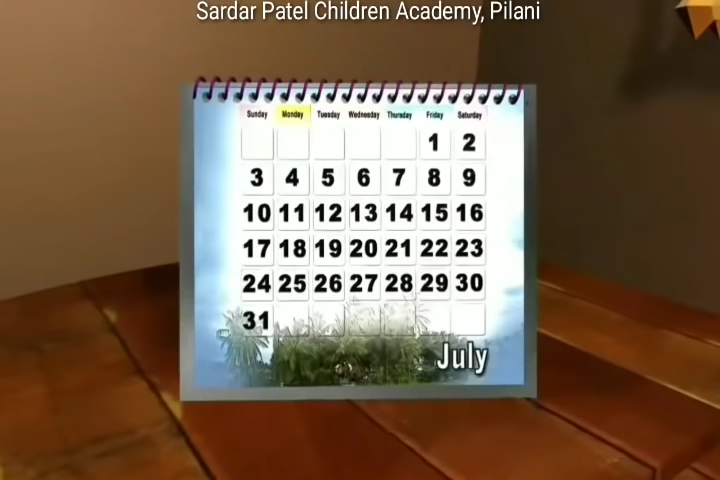 Sardar Patel Children Academy, Pilani
Sunday Monday Tuesday Wednesday Thursday Friday Saturday
1 2
3 4 5 6 7 8 9
10 11 12 13 14 15 16
17 18 19 20 21 22 23
24 25 26 27 28 29 30
31
July